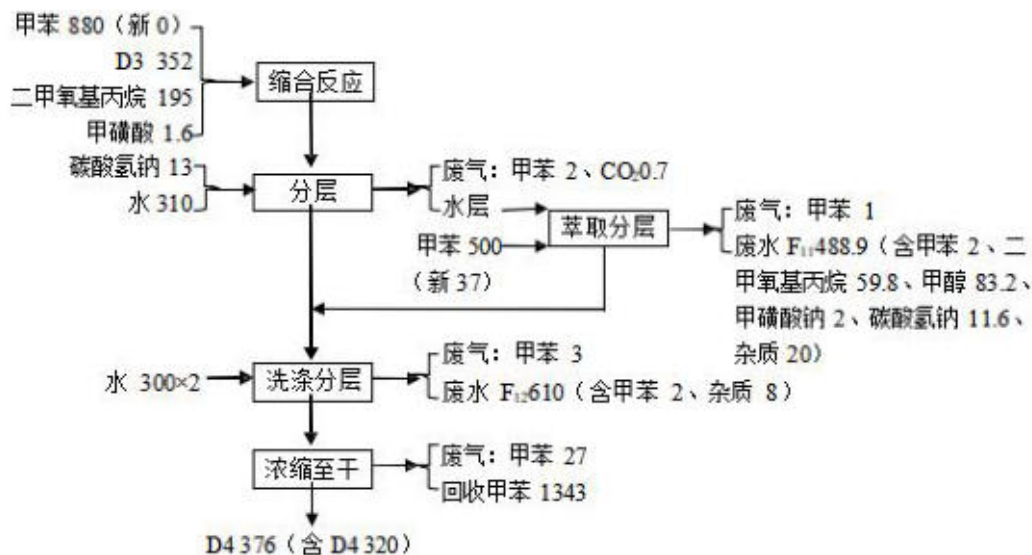 甲苯 880（新 0）
D3 352
二甲氧基丙烷 195
甲磺酸 1.6
缩合反应
碳酸氢钠 13
水 310
分层
废气：甲苯 2、CO₂0.7
水层
甲苯 500
（新 37）
萃取分层
废气：甲苯 1
废水 F₁₁488.9（含甲苯 2、二
甲氧基丙烷 59.8、甲醇 83.2、
甲磺酸钠 2、碳酸氢钠 11.6、
杂质 20）
水 300×2
洗涤分层
废气：甲苯 3
废水 F₁₂610（含甲苯 2、杂质 8）
浓缩至干
废气：甲苯 27
回收甲苯 1343
D4 376（含 D4 320）